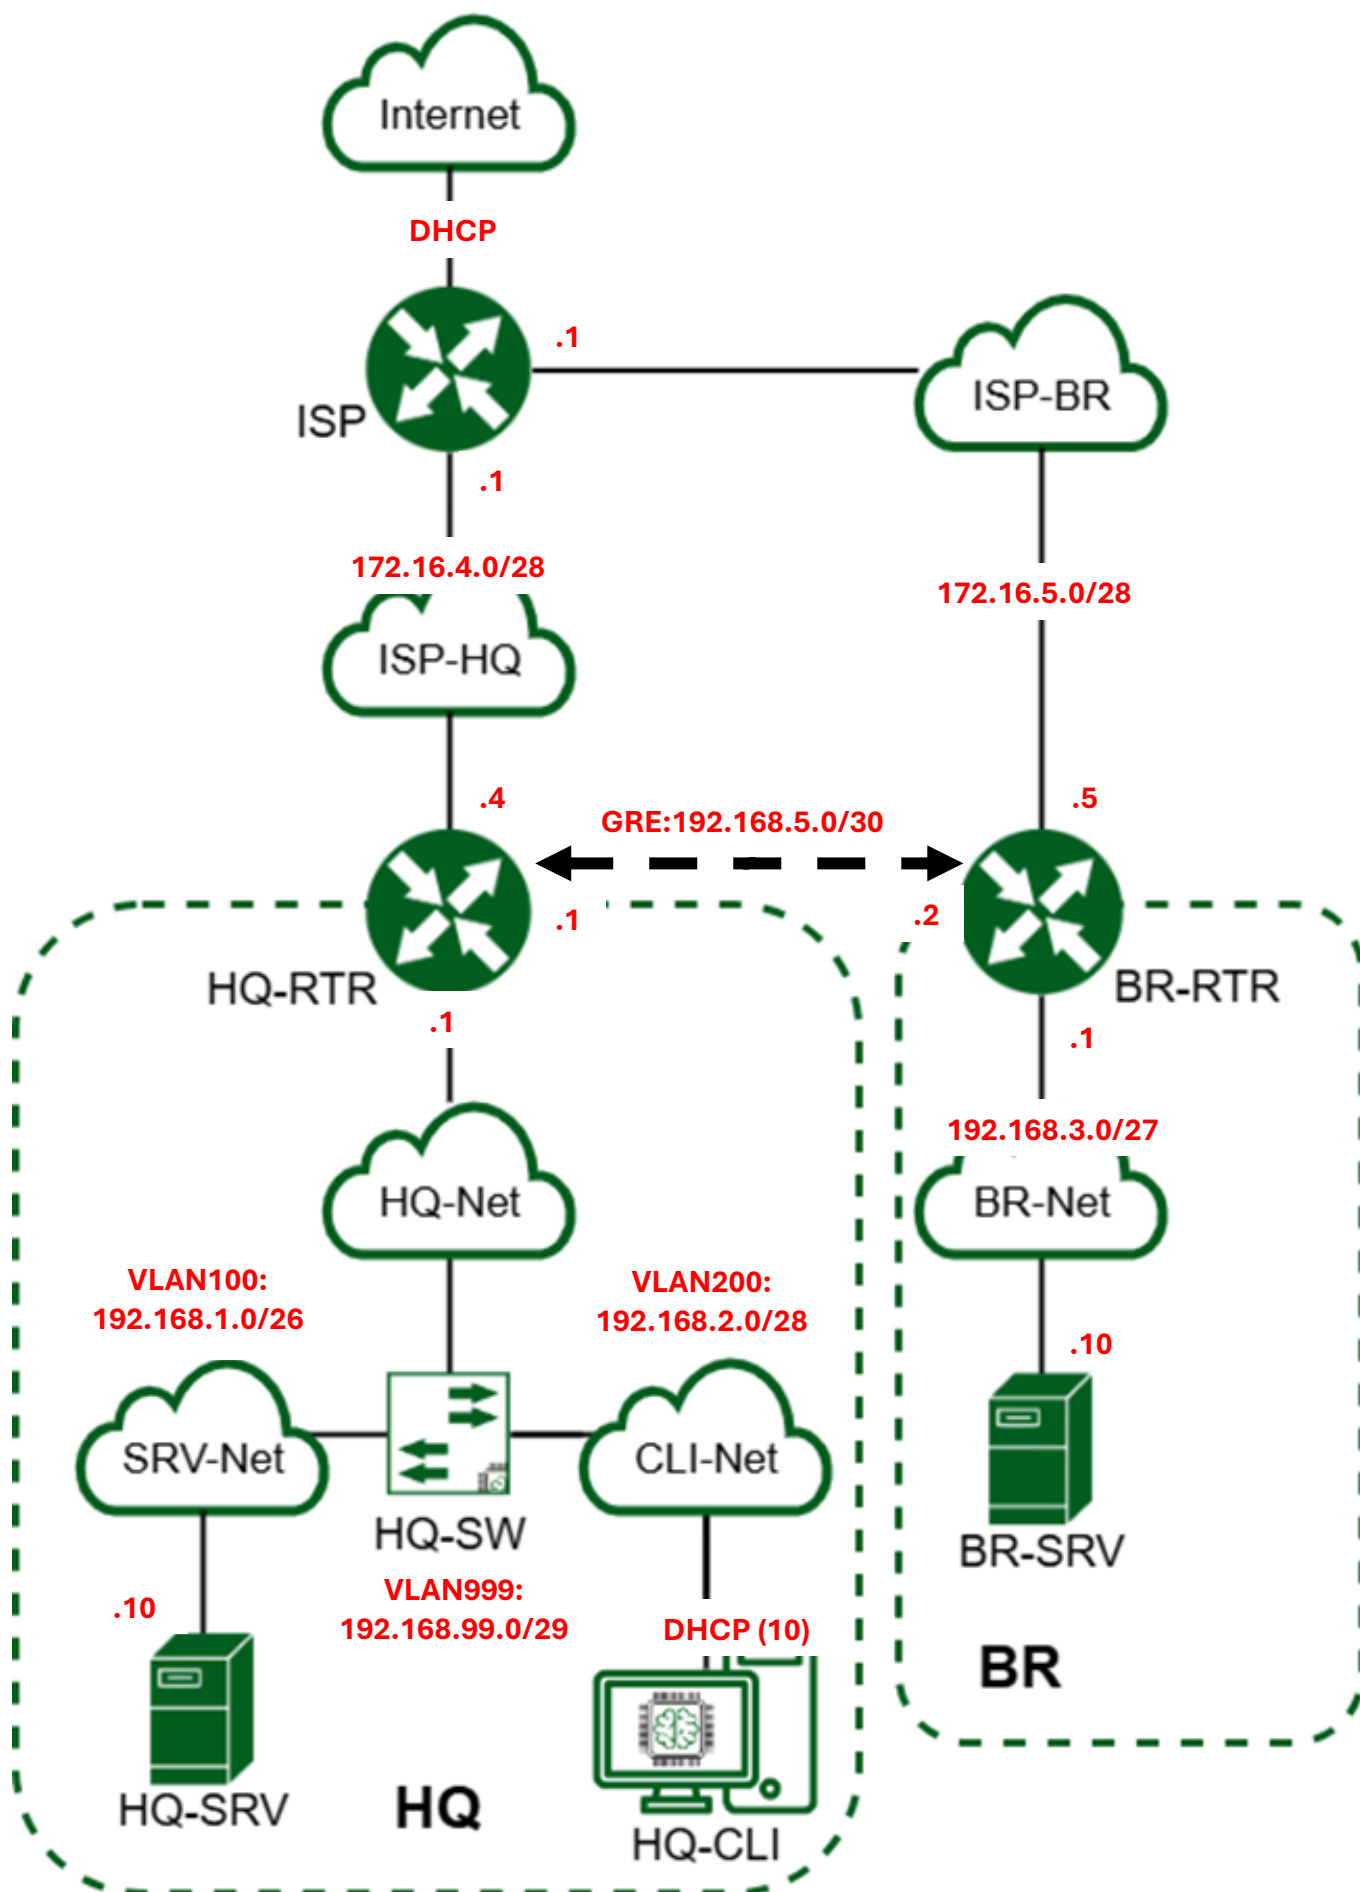 Internet
DHCP
.1
ISP
ISP-BR
.1
172.16.4.0/28
172.16.5.0/28
ISP-HQ
.4
.5
GRE:192.168.5.0/30
.1
.2
HQ-RTR
BR-RTR
.1
.1
192.168.3.0/27
HQ-Net
BR-Net
VLAN100:
192.168.1.0/26
VLAN200:
192.168.2.0/28
.10
SRV-Net
CLI-Net
HQ-SW
BR-SRV
VLAN999:
192.168.99.0/29
.10
DHCP (10)
BR
HQ-SRV
HQ
HQ-CLI